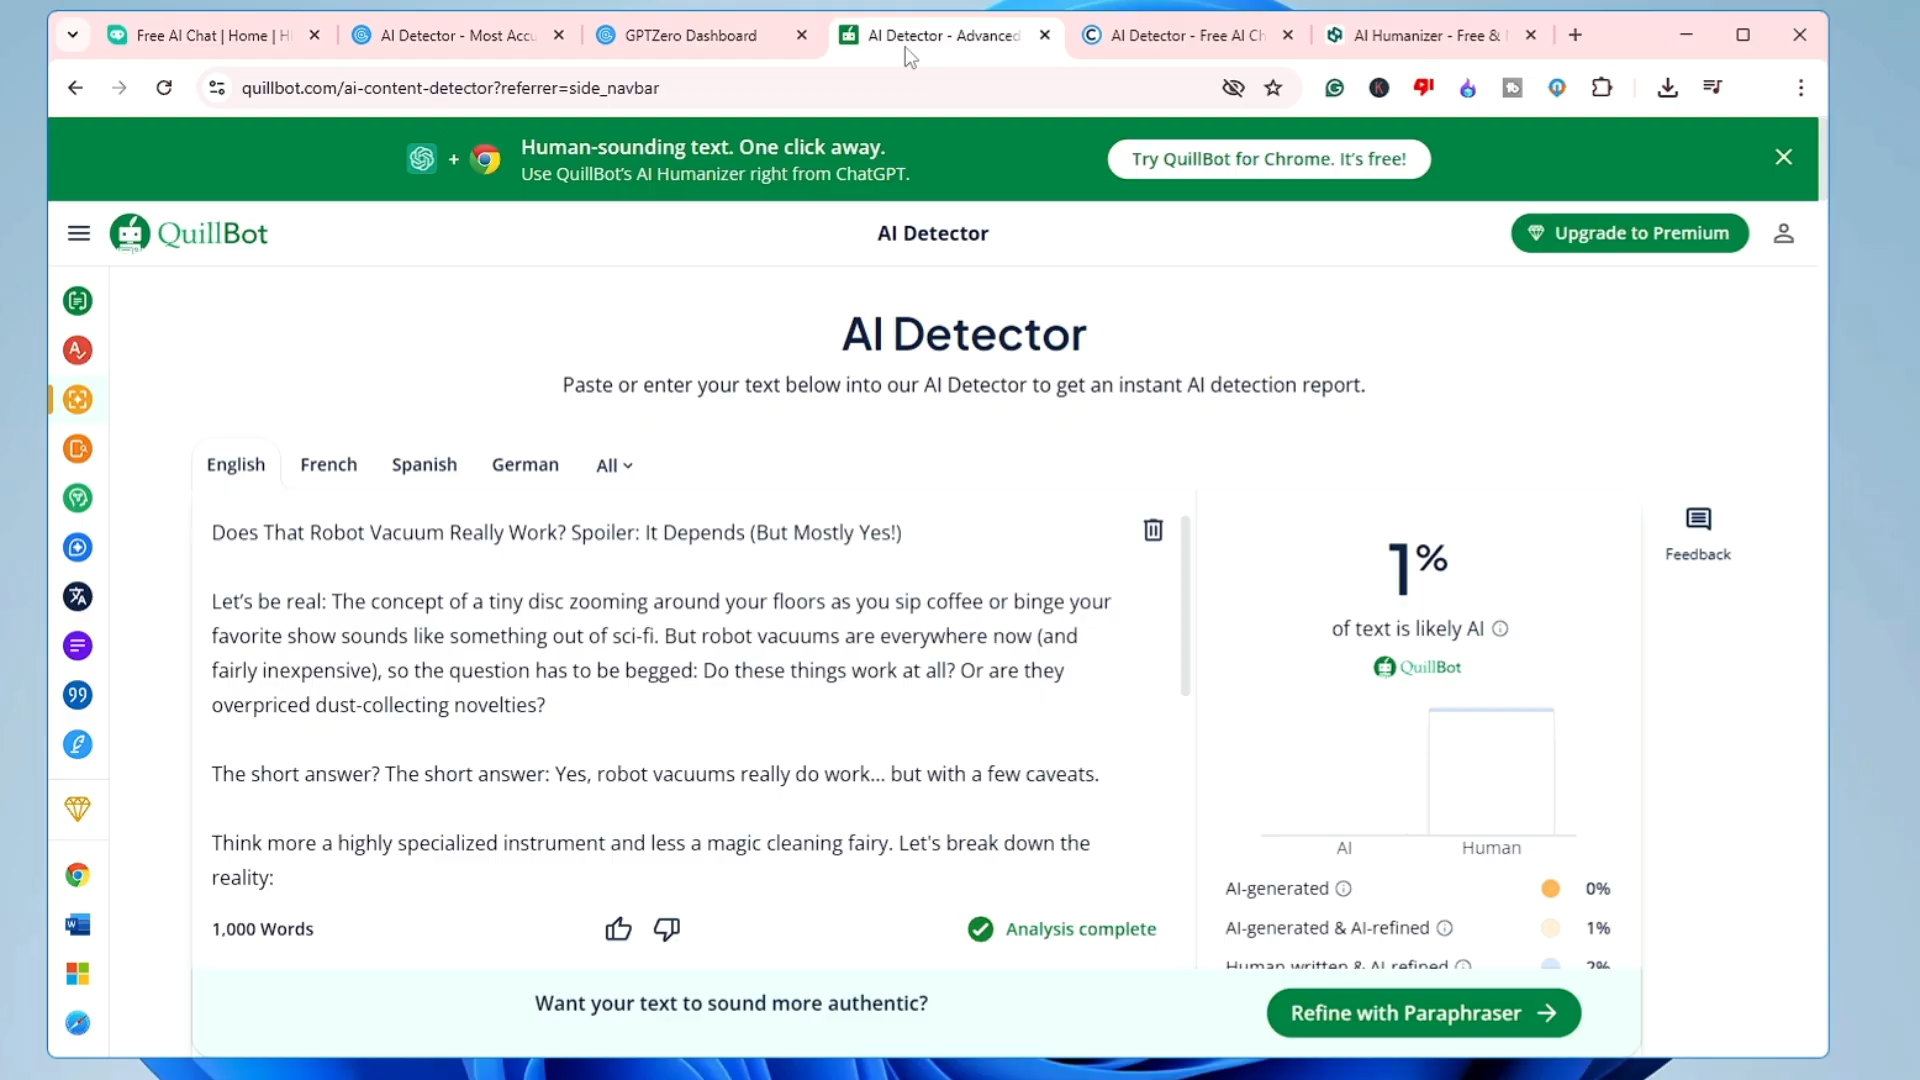 Free AI Chat | Home | H
AI Detector - Most Accu
GPTZero Dashboard
AI Detector - Advanced
AI Detector - Free AI Ch
AI Humanizer - Free &
quillbot.com/ai-content-detector?referrer=side_navbar
Human-sounding text. One click away.
Use QuillBot's AI Humanizer right from ChatGPT.
Try QuillBot for Chrome. It's free!
QuillBot
AI Detector
Upgrade to Premium
AI Detector
Paste or enter your text below into our AI Detector to get an instant AI detection report.
English French Spanish German All
Does That Robot Vacuum Really Work? Spoiler: It Depends (But Mostly Yes!)
Let's be real: The concept of a tiny disc zooming around your floors as you sip coffee or binge your
favorite show sounds like something out of sci-fi. But robot vacuums are everywhere now (and
fairly inexpensive), so the question has to be begged: Do these things work at all? Or are they
overpriced dust-collecting novelties?
The short answer? The short answer: Yes, robot vacuums really do work... but with a few caveats.
Think more a highly specialized instrument and less a magic cleaning fairy. Let's break down the
reality:
1,000 Words
Analysis complete
1%
of text is likely AI
QuillBot
AI Human
AI-generated 0%
AI-generated & AI-refined 1%
Human written & AI refined 2%
Feedback
Want your text to sound more authentic?
Refine with Paraphraser